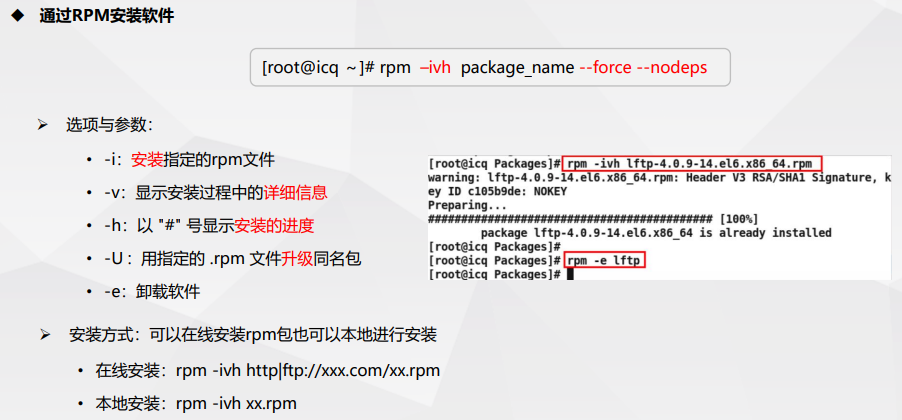 ◆ 通过RPM安装软件
[root@icq ~]# rpm –ivh package_name --force --nodeps
➢ 选项与参数：
• -i：安装指定的rpm文件
• -v：显示安装过程中的详细信息
• -h：以 "#" 号显示安装的进度
• -U：用指定的 .rpm 文件升级同名包
• -e：卸载软件
[root@icq Packages]# rpm -ivh lftp-4.0.9-14.el6.x86_64.rpm
warning: lftp-4.0.9-14.el6.x86_64.rpm: Header V3 RSA/SHA1 Signature, k
ey ID c105b9de: NOKEY
Preparing...
########################################### [100%]
package lftp-4.0.9-14.el6.x86_64 is already installed
[root@icq Packages]#
[root@icq Packages]# rpm -e lftp
[root@icq Packages]#
➢ 安装方式：可以在线安装rpm包也可以本地进行安装
• 在线安装：rpm -ivh http|ftp://xxx.com/xx.rpm
• 本地安装：rpm -ivh xx.rpm